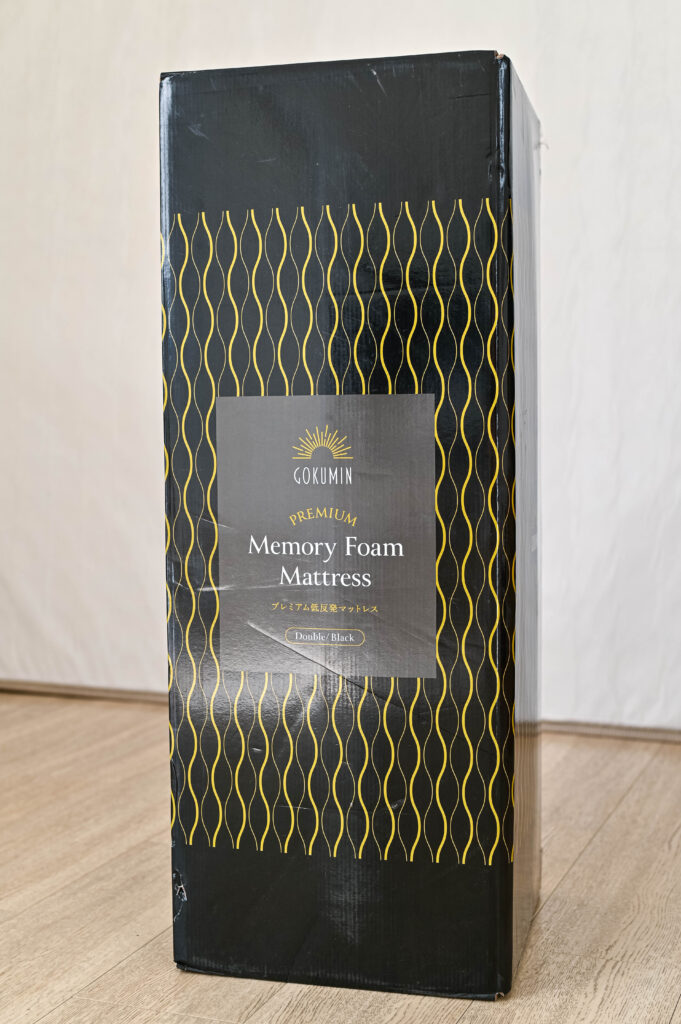 GOKUMIN
PREMIUM
Memory Foam
Mattress
プレミアム低反発マットレス
Double/Black